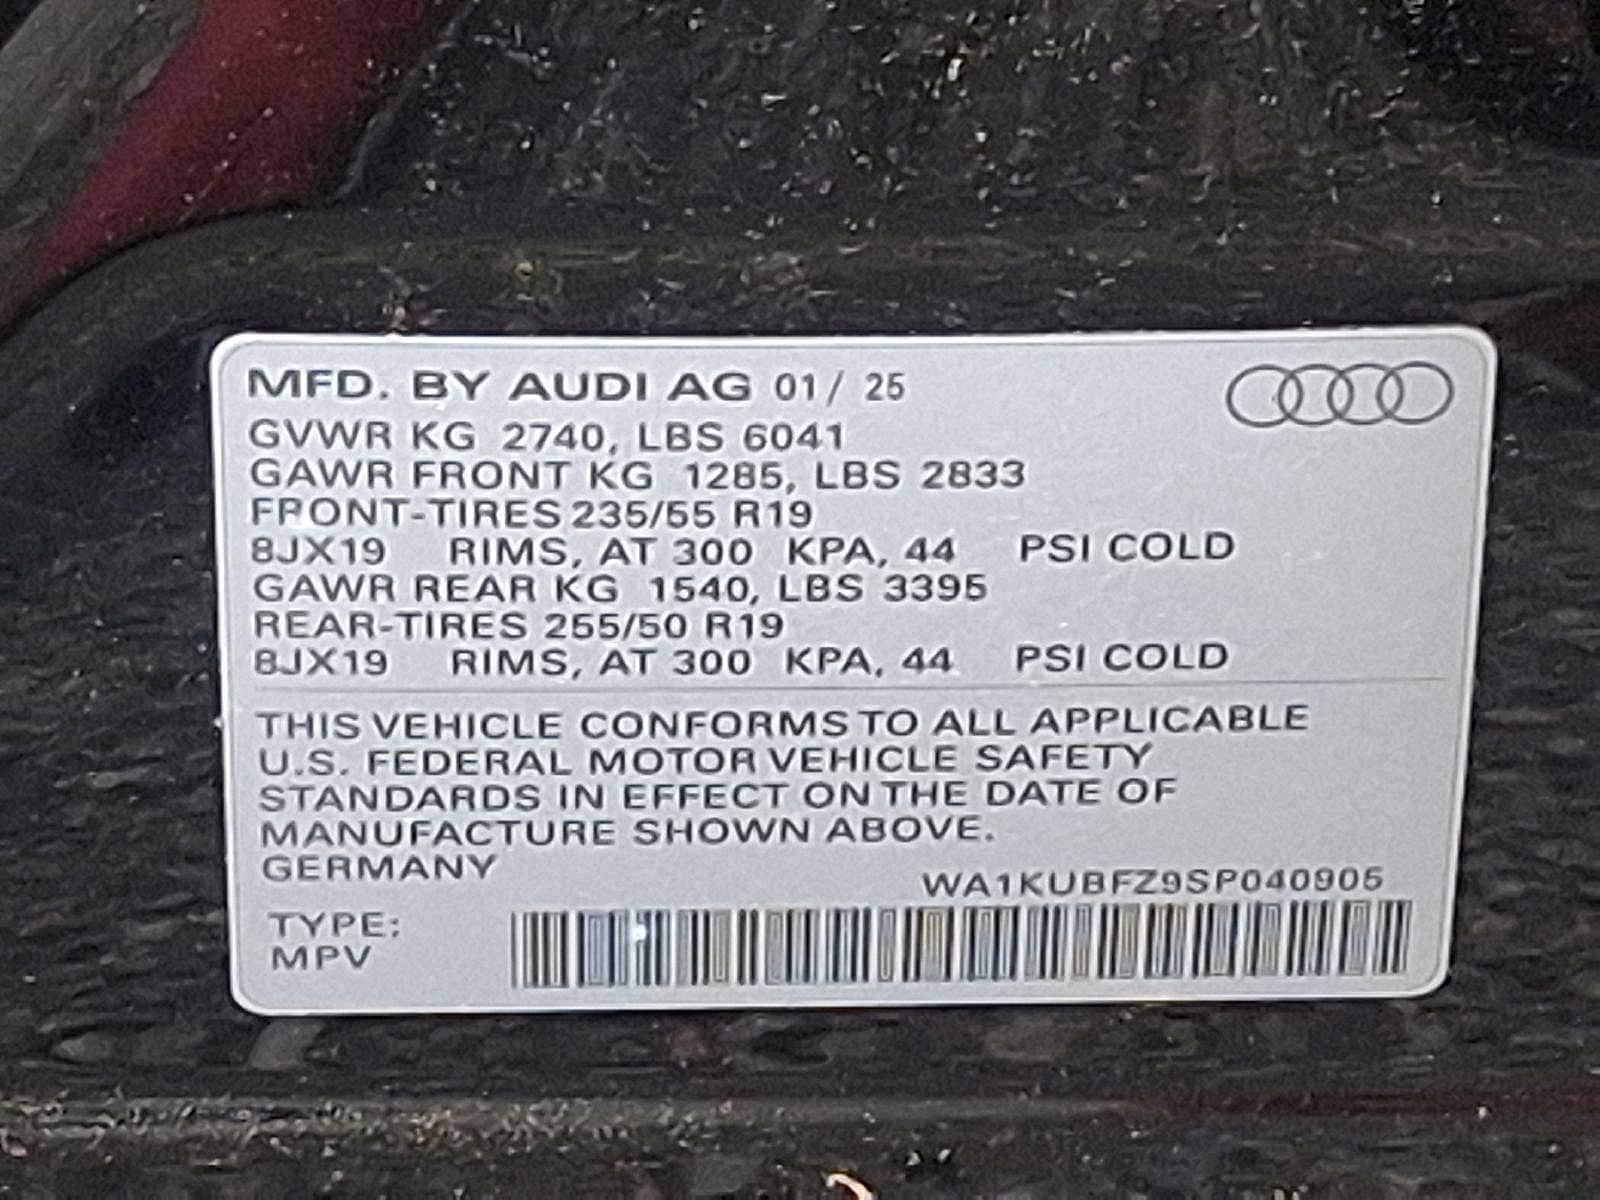 MFD. BY AUDI AG 01/ 25
GVWR KG 2740, LBS 6041
GAWR FRONT KG 1285, LBS 2833
FRONT-TIRES 235/55 R19
8JX19 RIMS, AT 300 KPA, 44 PSI COLD
GAWR REAR KG 1540, LBS 3395
REAR-TIRES 255/50 R19
8JX19 RIMS, AT 300 KPA, 44 PSI COLD
THIS VEHICLE CONFORMS TO ALL APPLICABLE
U.S. FEDERAL MOTOR VEHICLE SAFETY
STANDARDS IN EFFECT ON THE DATE OF
MANUFACTURE SHOWN ABOVE.
GERMANY
WA1KUBFZ9SP040905
TYPE:
MPV